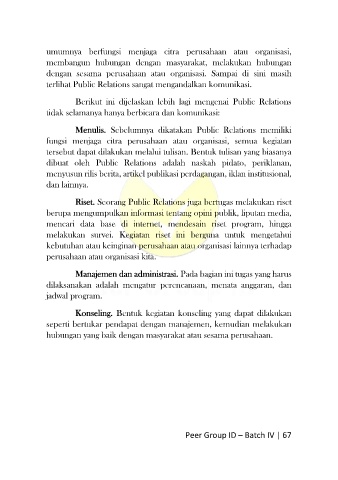 umumnya berfungsi menjaga citra perusahaan atau organisasi,
membangun hubungan dengan masyarakat, melakukan hubungan
dengan sesama perusahaan atau organisasi. Sampai di sini masih
terlihat Public Relations sangat mengandalkan komunikasi.
Berikut ini dijelaskan lebih lagi mengenai Public Relations
tidak selamanya hanya berbicara dan komunikasi:
Menulis. Sebelumnya dikatakan Public Relations memiliki
fungsi menjaga citra perusahaan atau organisasi, semua kegiatan
tersebut dapat dilakukan melalui tulisan. Bentuk tulisan yang biasanya
dibuat oleh Public Relations adalah naskah pidato, periklanan,
menyusun rilis berita, artikel publikasi perdagangan, iklan institusional,
dan lainnya.
Riset. Seorang Public Relations juga bertugas melakukan riset
berupa mengumpulkan informasi tentang opini publik, liputan media,
mencari data base di internet, mendesain riset program, hingga
melakukan survei. Kegiatan riset ini berguna untuk mengetahui
kebutuhan atau keinginan perusahaan atau organisasi lainnya terhadap
perusahaan atau organisasi kita.
Manajemen dan administrasi. Pada bagian ini tugas yang harus
dilaksanakan adalah mengatur perencanaan, menata anggaran, dan
jadwal program.
Konseling. Bentuk kegiatan konseling yang dapat dilakukan
seperti bertukar pendapat dengan manajemen, kemudian melakukan
hubungan yang baik dengan masyarakat atau sesama perusahaan.
Peer Group ID – Batch IV | 67